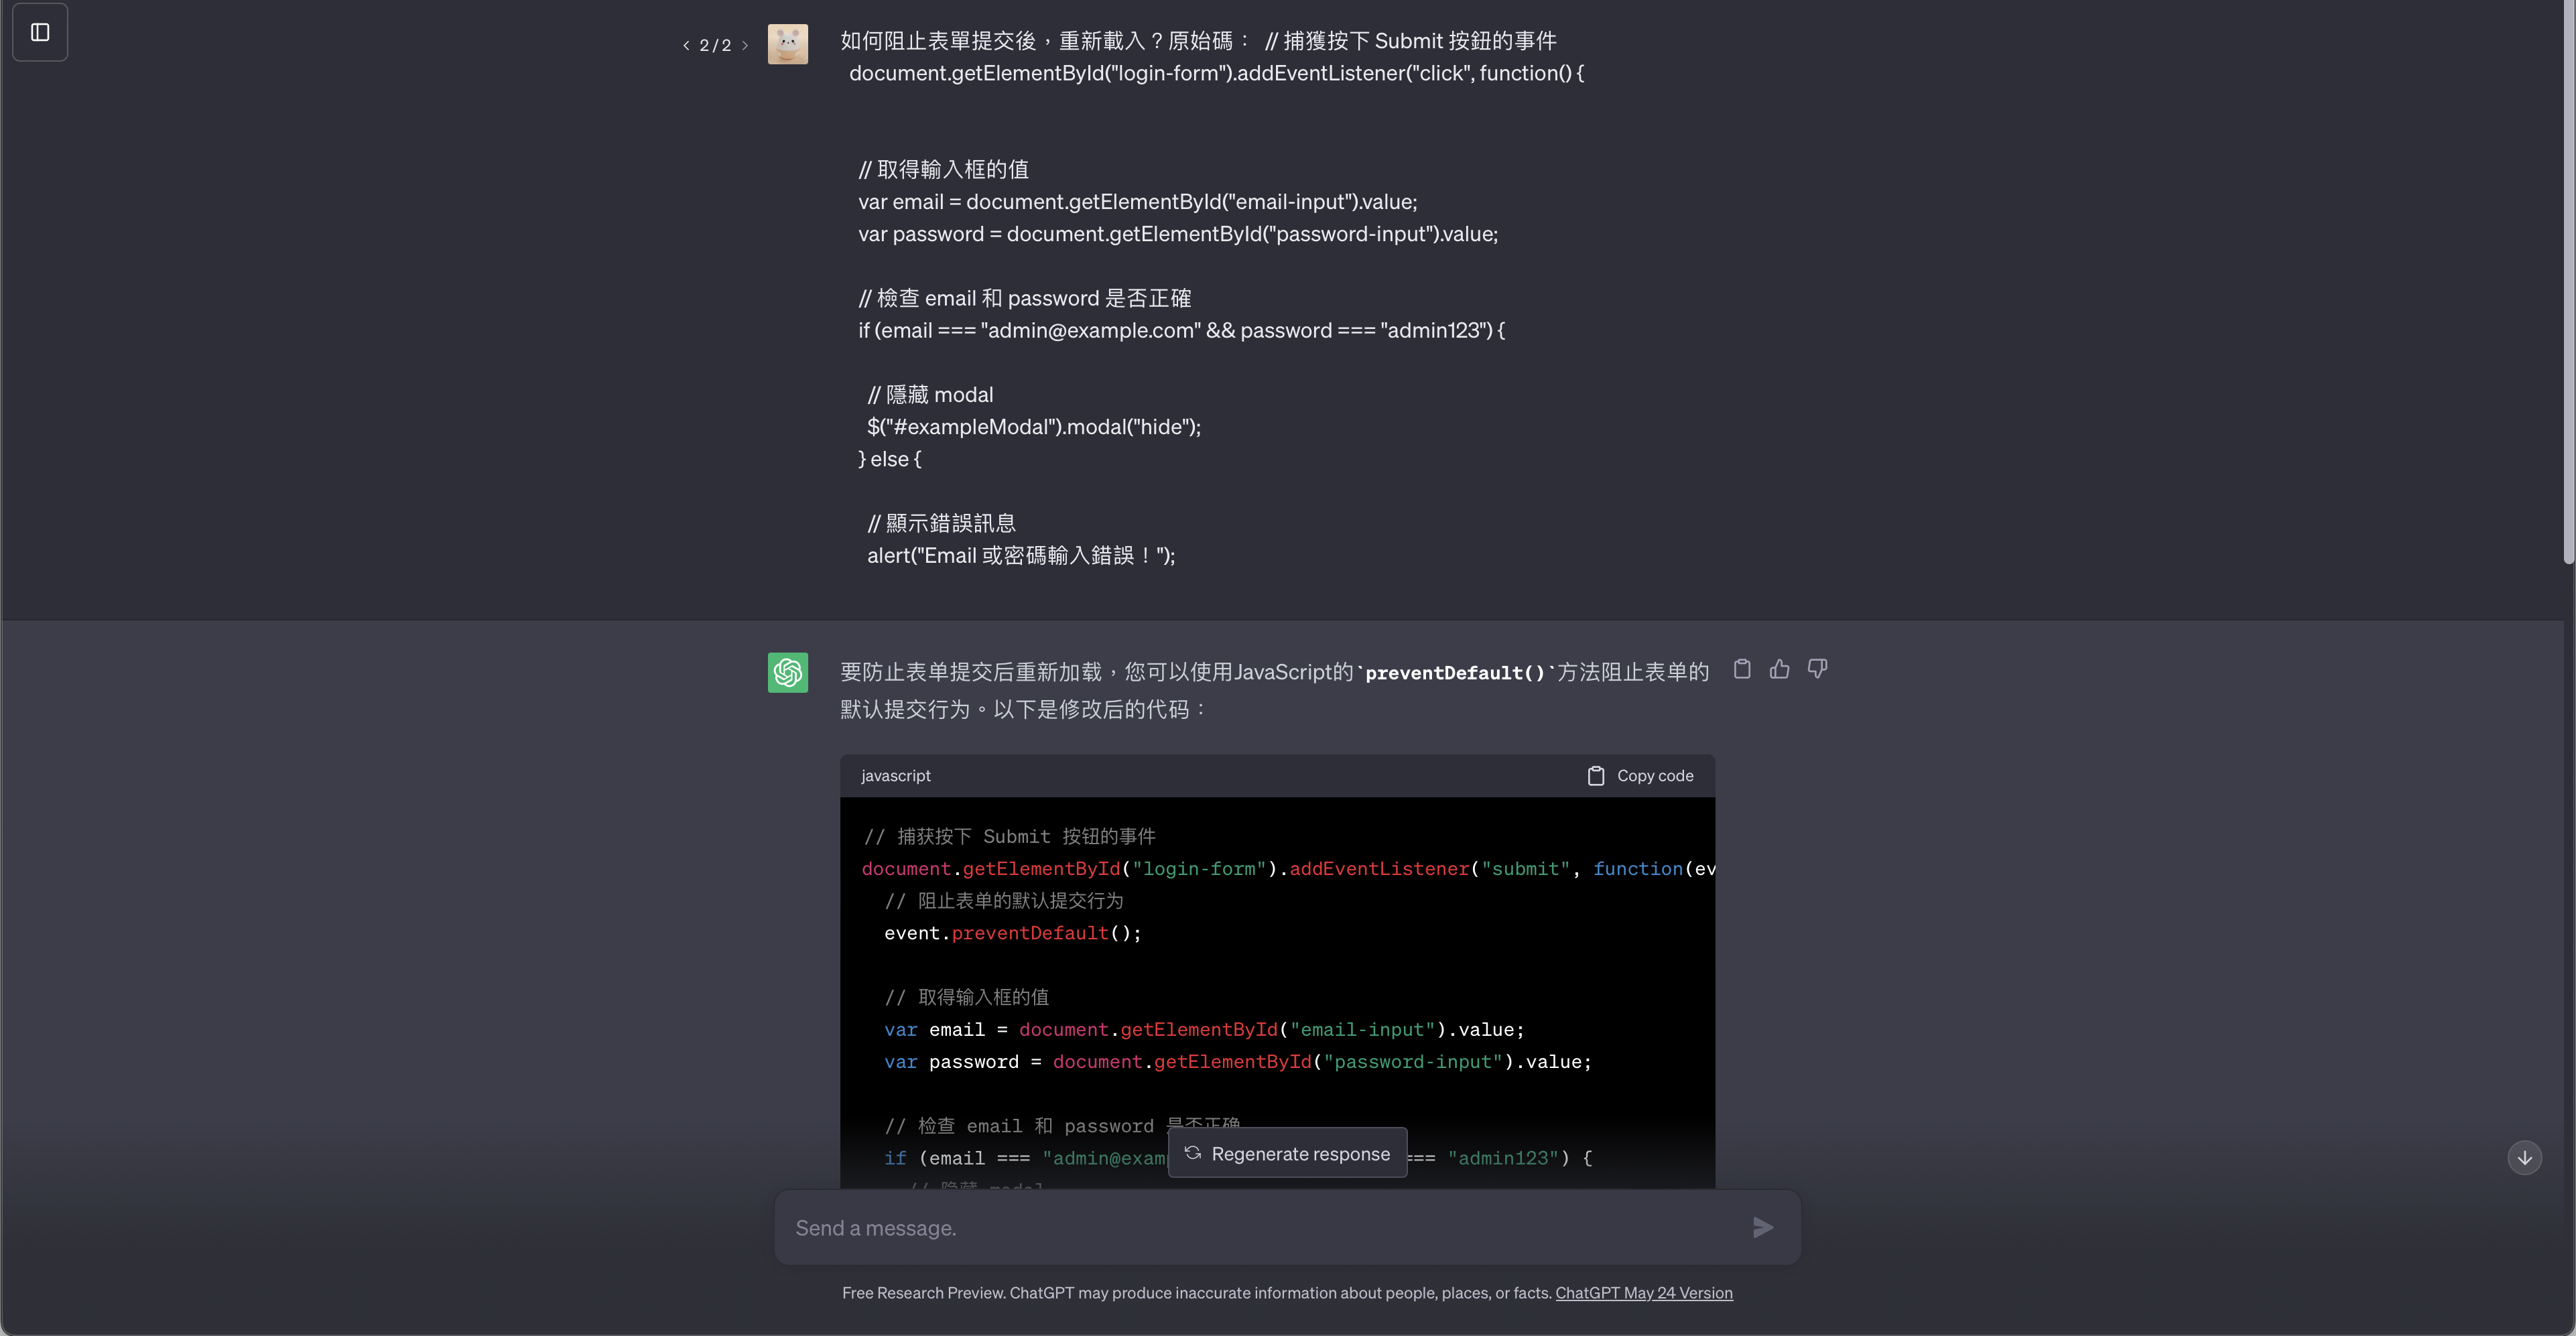 2 / 2
如何阻止表單提交後，重新載入？原始碼： // 捕獲按下 Submit 按鈕的事件
document.getElementById("login-form").addEventListener("click", function() {
// 取得輸入框的值
var email = document.getElementById("email-input").value;
var password = document.getElementById("password-input").value;
// 檢查 email 和 password 是否正確
if (email === "admin@example.com" && password === "admin123") {
// 隱藏 modal
$("#exampleModal").modal("hide");
} else {
// 顯示錯誤訊息
alert("Email 或密碼輸入錯誤！");
要防止表单提交后重新加载，您可以使用JavaScript的`preventDefault()`方法阻止表单的
默认提交行为。以下是修改后的代码：
javascript
Copy code
// 捕获按下 Submit 按钮的事件
document.getElementById("login-form").addEventListener("submit", function(ev
// 阻止表单的默认提交行为
event.preventDefault();
// 取得输入框的值
var email = document.getElementById("email-input").value;
var password = document.getElementById("password-input").value;
// 检查 email 和 password 是否正确
if (email === "admin@exam === "admin123") {
Regenerate response
// 隐藏 modal
Send a message.
Free Research Preview. ChatGPT may produce inaccurate information about people, places, or facts. ChatGPT May 24 Version